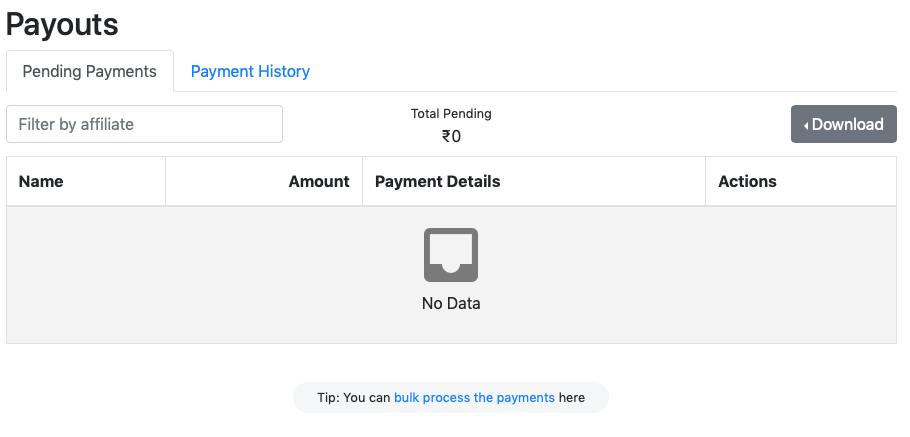 Payouts
Pending Payments
Payment History
Filter by affiliate
Total Pending
₹0
Download
Name
Amount
Payment Details
Actions
No Data
Tip: You can bulk process the payments here